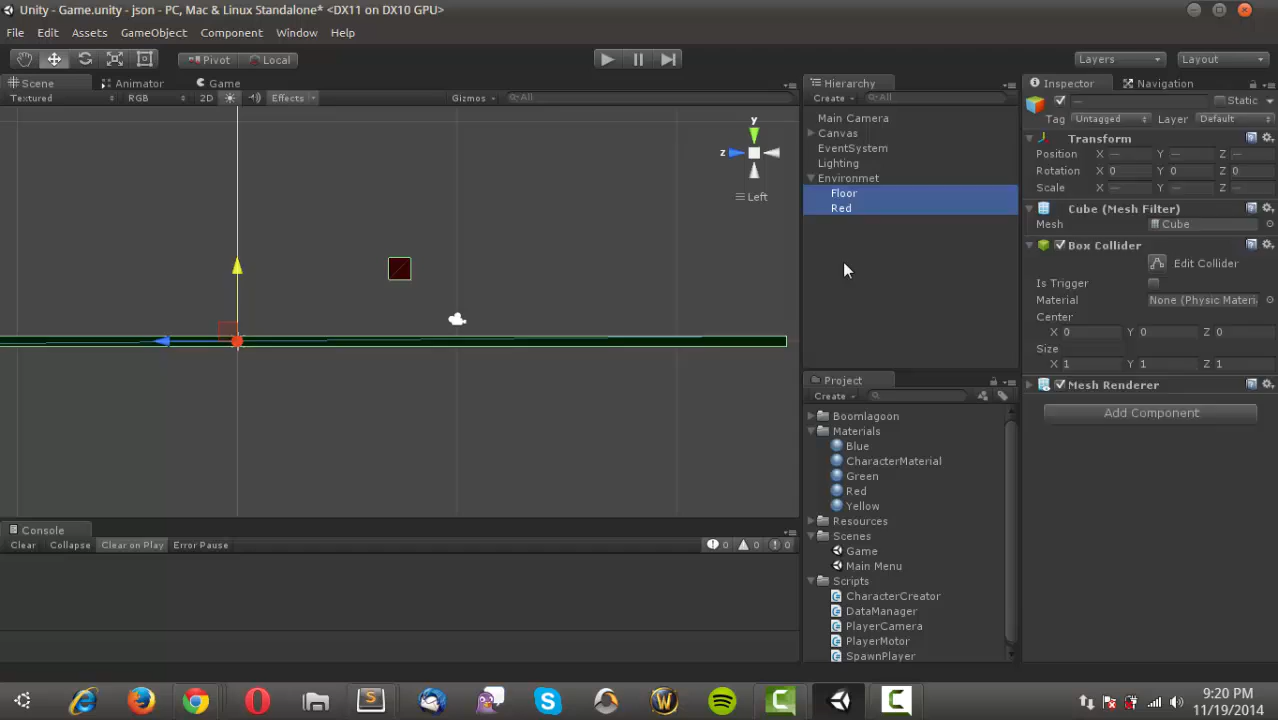 Unity - Game.unity - json - PC, Mac & Linux Standalone* <DX11 on DX10 GPU>
File Edit Assets GameObject Component Window Help
Pivot Local Layers Layout
Scene Animator Game
Textured RGB 2D Effects Gizmos All
y
z
Left
Hierarchy
Create All
Main Camera
Canvas
EventSystem
Lighting
Environmet
Floor
Red
Inspector Navigation
Static
Tag Untagged Layer Default
Transform
Position X — Y — Z —
Rotation X 0 Y 0 Z 0
Scale X — Y — Z —
Cube (Mesh Filter)
Mesh Cube
Box Collider
Edit Collider
Is Trigger
Material None (Physic Materi
Center
X 0 Y 0 Z 0
Size
X 1 Y 1 Z 1
Mesh Renderer
Add Component
Project
Create
Boomlagoon
Materials
Blue
CharacterMaterial
Green
Red
Yellow
Resources
Scenes
Game
Main Menu
Scripts
CharacterCreator
DataManager
PlayerCamera
PlayerMotor
SpawnPlayer
Console
Clear Collapse Clear on Play Error Pause 0 0 0
9:20 PM
11/19/2014